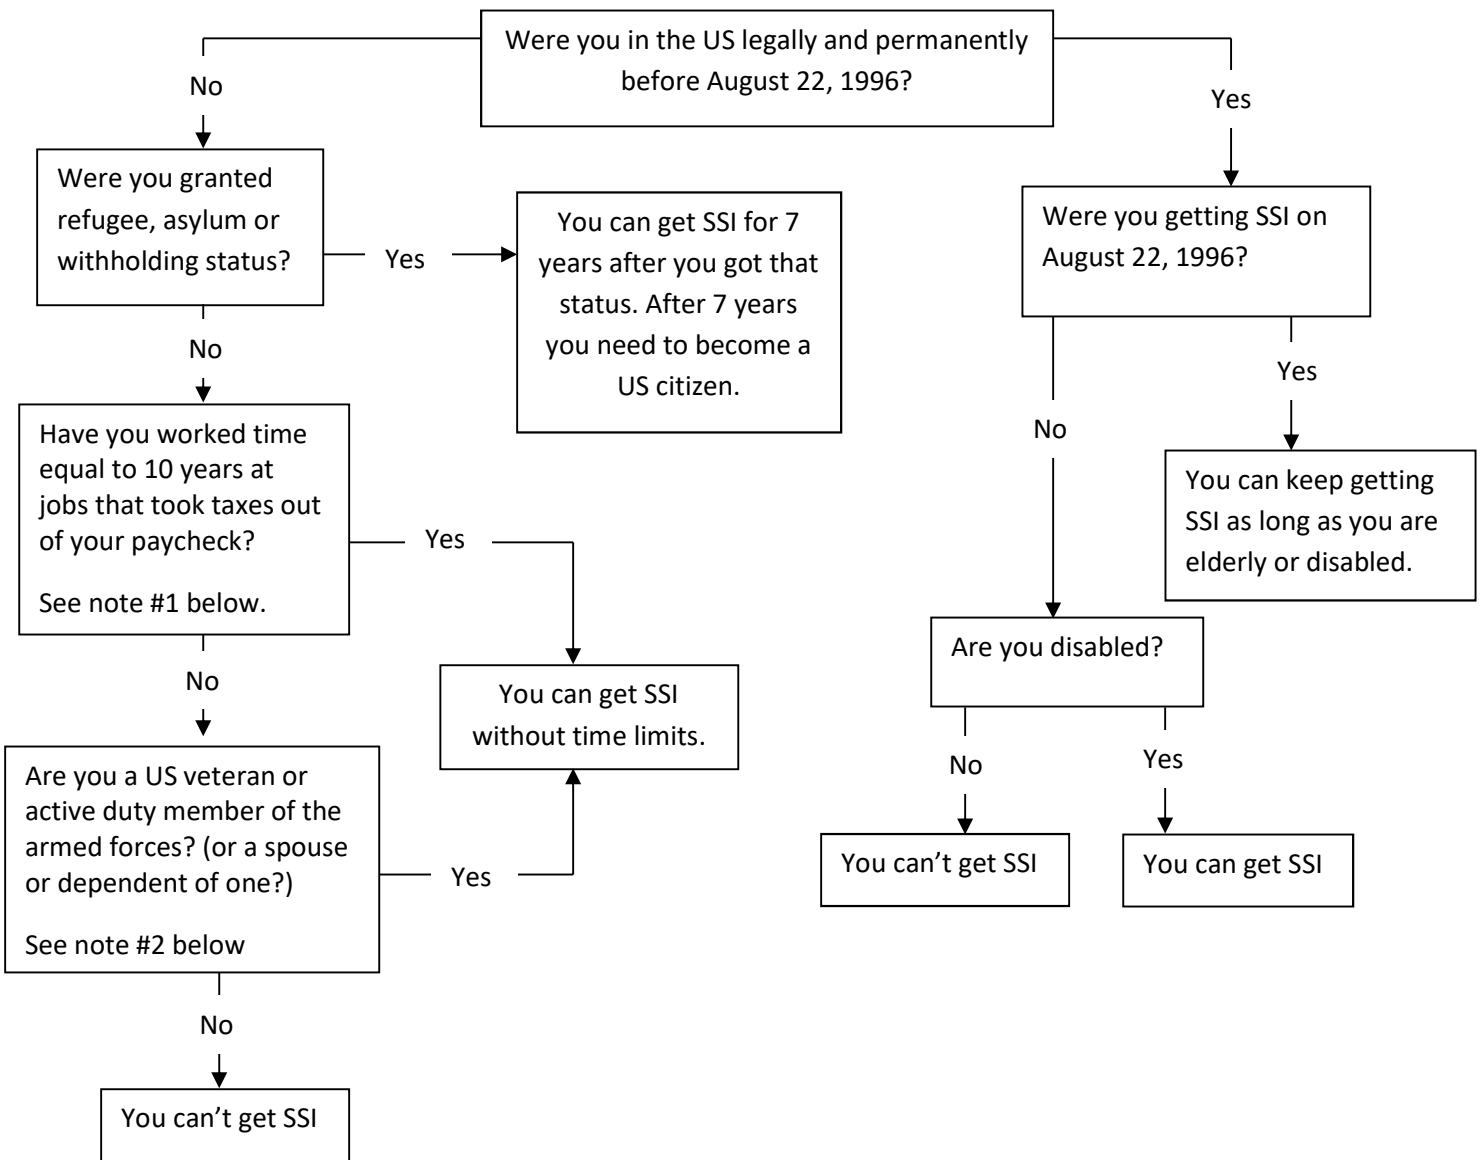 Were you in the US legally and permanently
before August 22, 1996?
No
Yes
Were you granted
refugee, asylum or
withholding status?
Yes
You can get SSI for 7
years after you got that
status. After 7 years
you need to become a
US citizen.
Were you getting SSI on
August 22, 1996?
No
Yes
No
Have you worked time
equal to 10 years at
jobs that took taxes out
of your paycheck?
See note #1 below.
Yes
You can keep getting
SSI as long as you are
elderly or disabled.
Are you disabled?
No
You can get SSI
without time limits.
No
Yes
Are you a US veteran or
active duty member of the
armed forces? (or a spouse
or dependent of one?)
See note #2 below
Yes
You can’t get SSI
You can get SSI
No
You can’t get SSI